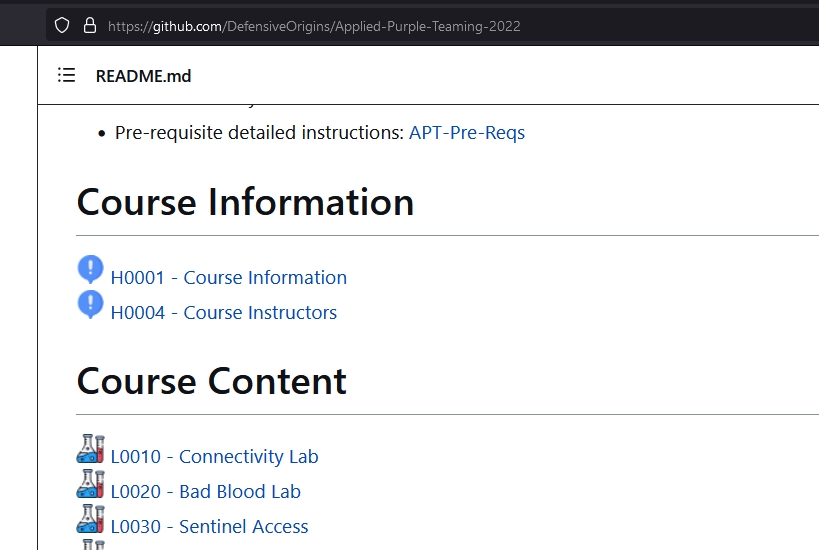 https://github.com/DefensiveOrigins/Applied-Purple-Teaming-2022
README.md
Pre-requisite detailed instructions: APT-Pre-Reqs
Course Information
H0001 - Course Information
H0004 - Course Instructors
Course Content
L0010 - Connectivity Lab
L0020 - Bad Blood Lab
L0030 - Sentinel Access